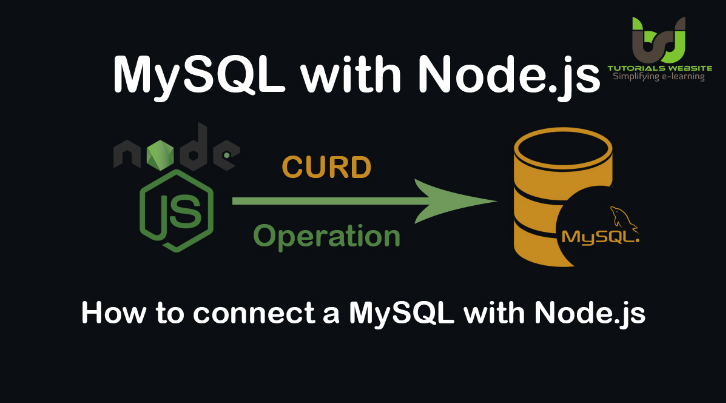 MySQL with Node.js
TUTORIALS WEBSITE
Simplifying e-learning
node
JS
CURD
Operation
MySQL.
How to connect a MySQL with Node.js